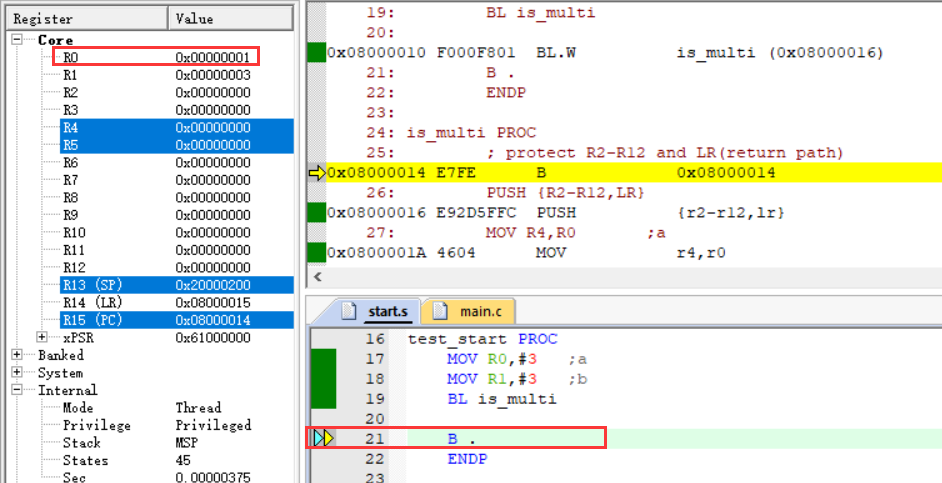 Register Value
Core
R0 0x00000001
R1 0x00000003
R2 0x00000000
R3 0x00000000
R4 0x00000000
R5 0x00000000
R6 0x00000000
R7 0x00000000
R8 0x00000000
R9 0x00000000
R10 0x00000000
R11 0x00000000
R12 0x00000000
R13 (SP) 0x20000200
R14 (LR) 0x08000015
R15 (PC) 0x08000014
xPSR 0x61000000
Banked
System
Internal
Mode Thread
Privilege Privileged
Stack MSP
States 45
Sec 0.00000375
19: BL is_multi
20:
0x08000010 F000F801 BL.W is_multi (0x08000016)
21: B .
22: ENDP
23:
24: is_multi PROC
25: ; protect R2-R12 and LR(return path)
0x08000014 E7FE B 0x08000014
26: PUSH {R2-R12,LR}
0x08000016 E92D5FFC PUSH {r2-r12,lr}
27: MOV R4,R0 ;a
0x0800001A 4604 MOV r4,r0
start.s main.c
16 test_start PROC
17 MOV R0,#3 ;a
18 MOV R1,#3 ;b
19 BL is_multi
20
21 B .
22 ENDP
23